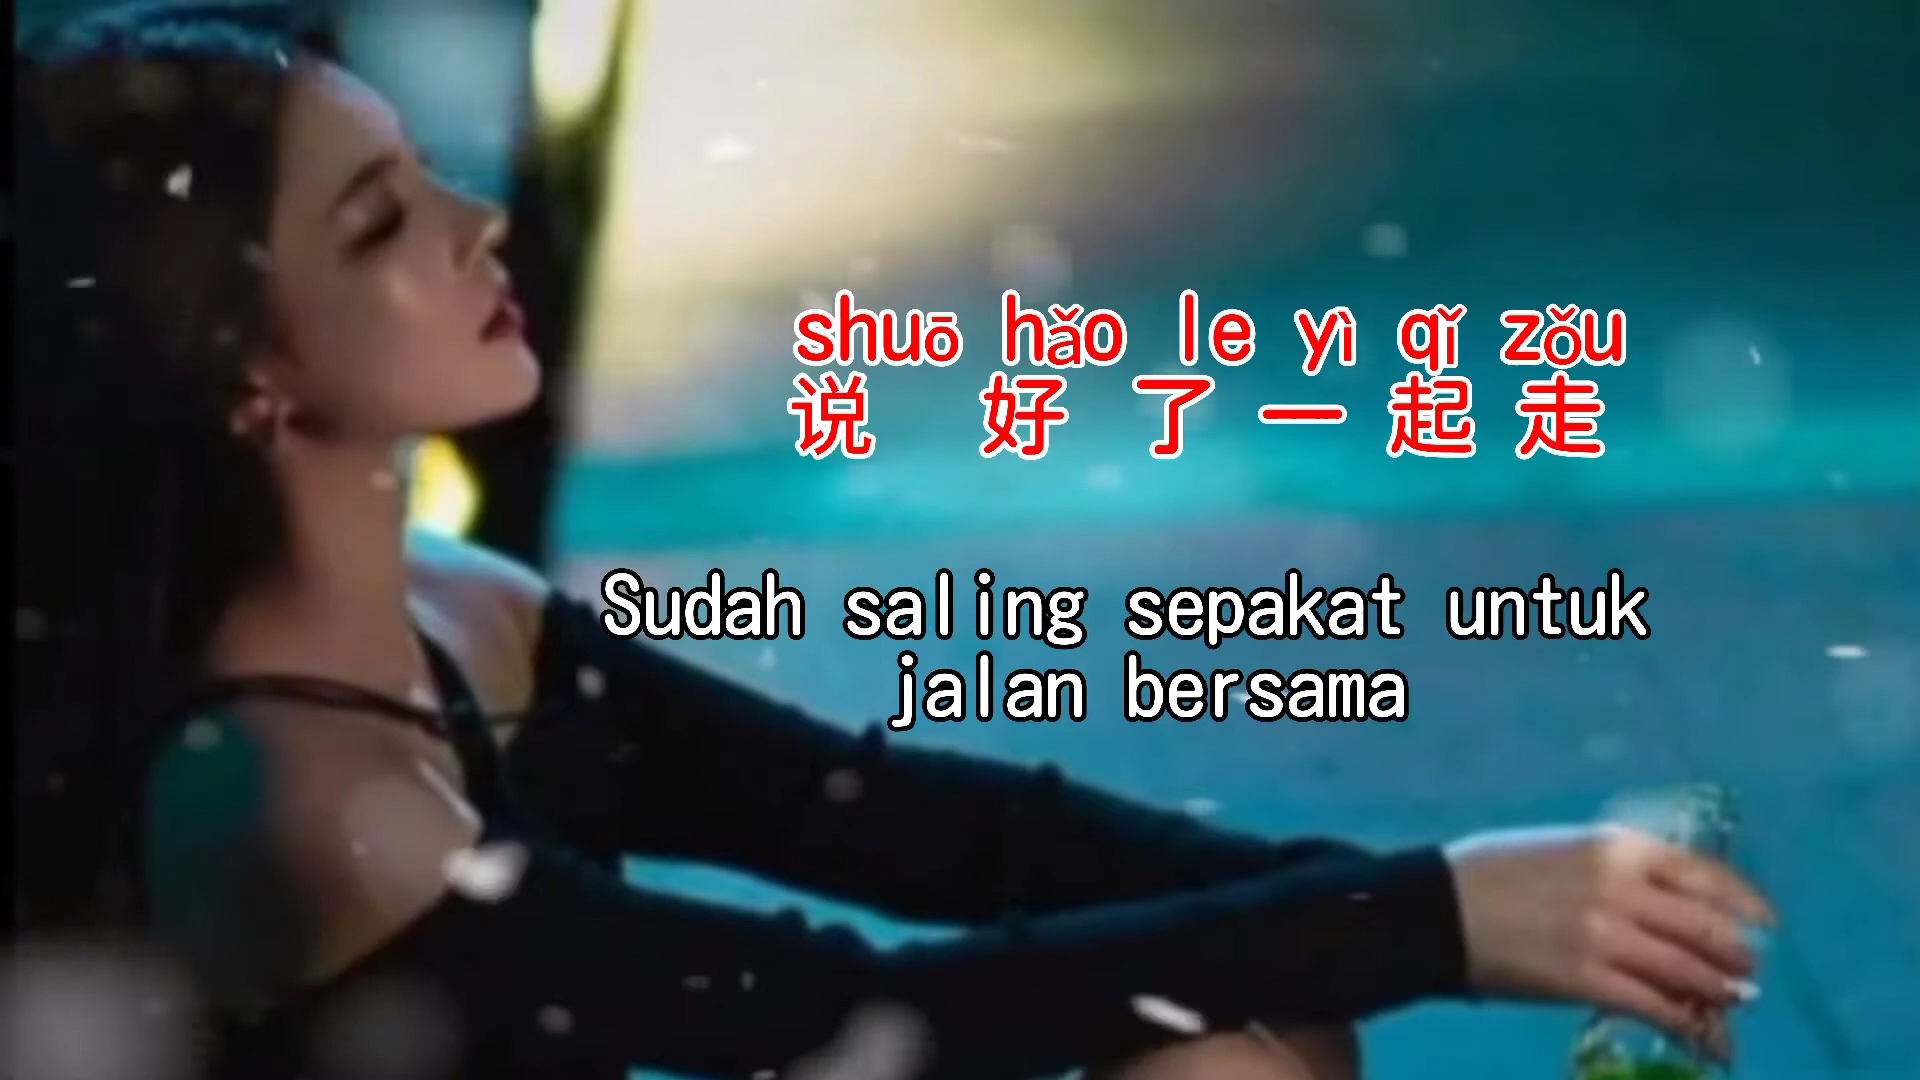 shuō hǎo le yì qǐ zǒu
说 好 了 一 起 走
Sudah saling sepakat untuk
jalan bersama